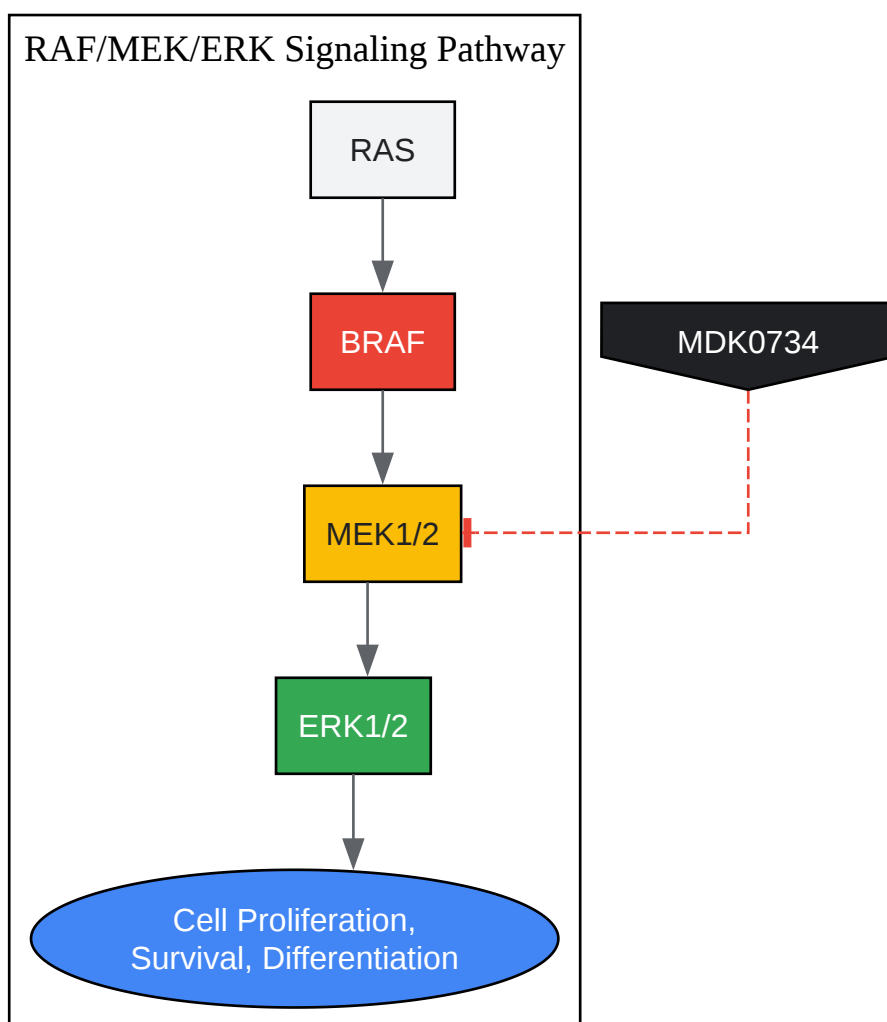 RAF/MEK/ERK Signaling Pathway
RAS
BRAF
MDK0734
MEK1/2
ERK1/2
Cell Proliferation,
Survival, Differentiation